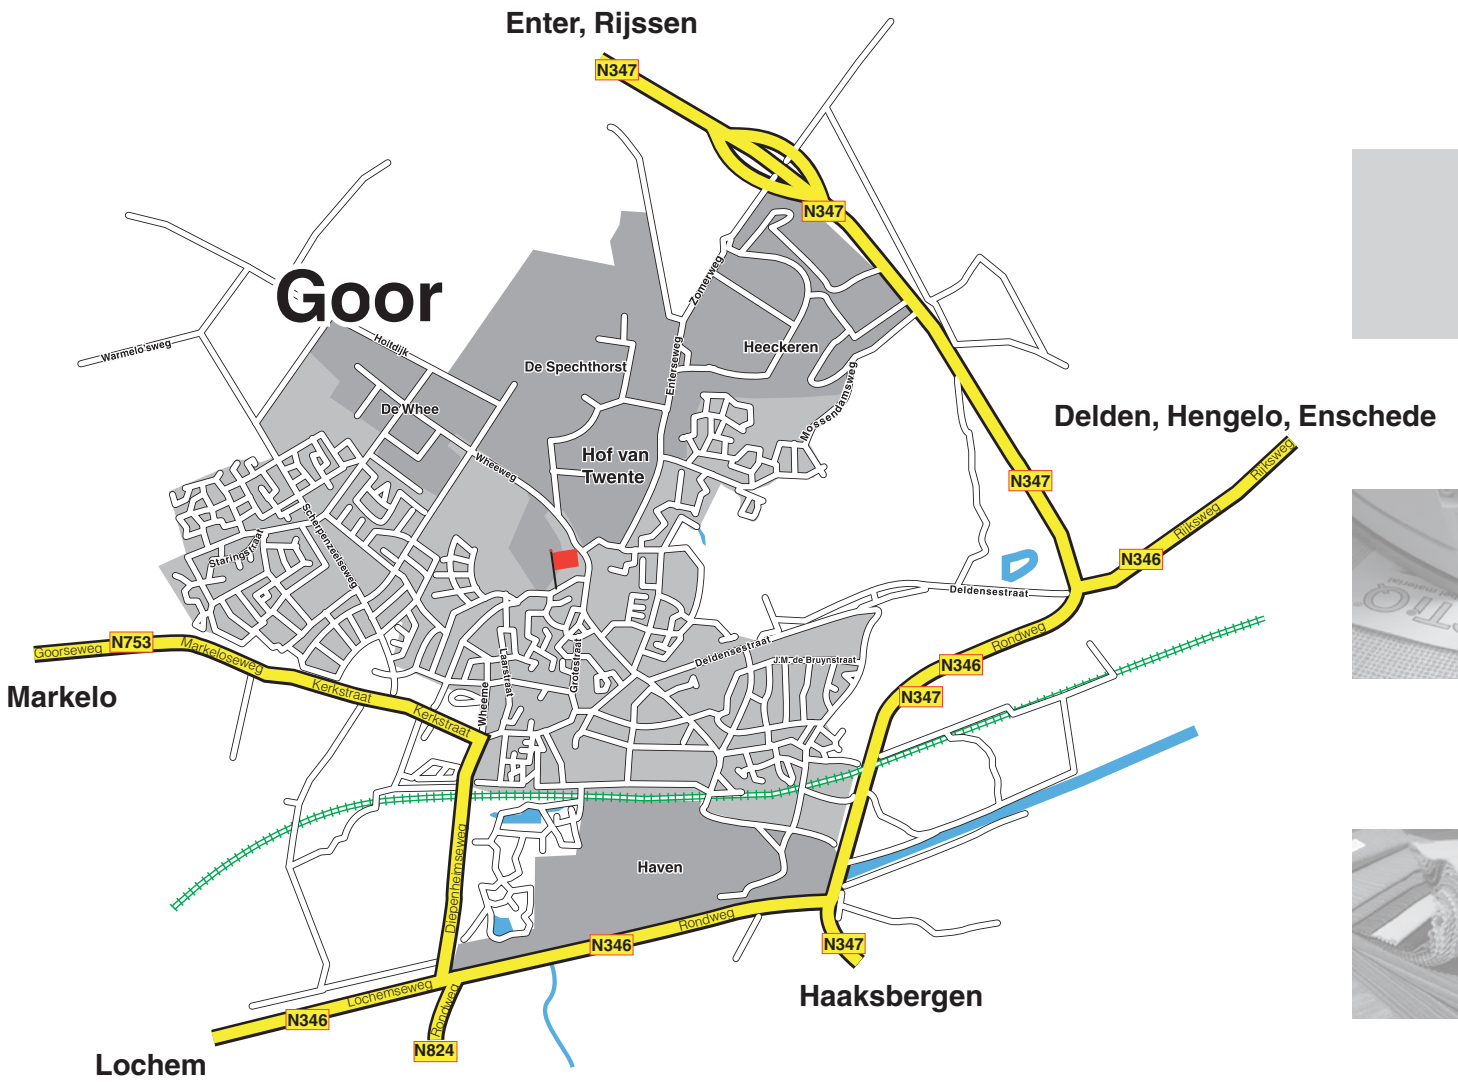 Enter, Rijssen
N347
N347
Goor
Zomerweg
Warmelo'sweg
Holtdijk
De Spechthorst
Enterseweg
Heeckeren
Mossendamsweg
De Whee
Delden, Hengelo, Enschede
Rijksweg
Wheeweg
Hof van
Twente
N347
Scherpenzeelseweg
Rijksweg
Staringstraat
N346
Deldensestraat
Goorseweg
N753
Markeloseweg
Rondweg
N346
Deldensestraat
J.M. de Bruynstraat
Laarstraat
Grotestraat
N347
Markelo
Kerkstraat
Wheeme
Kerkstraat
Diepenheimseweg
Haven
Rondweg
N346
N347
Lochemseweg
Haaksbergen
N346
Rondweg
N824
Lochem